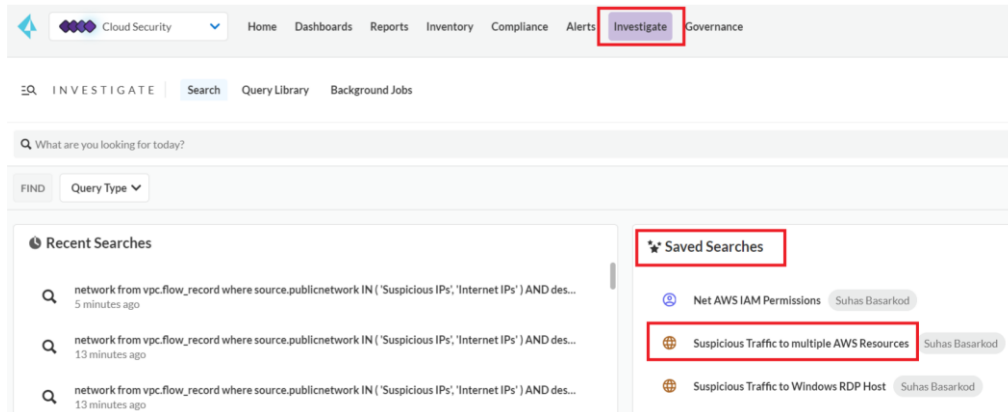 Cloud Security Home Dashboards Reports Inventory Compliance Alerts Investigate Governance
INVESTIGATE Search Query Library Background Jobs
What are you looking for today?
FIND Query Type
Recent Searches
network from vpc.flow_record where source.publicnetwork IN ( 'Suspicious IPs', 'Internet IPs' ) AND des...
5 minutes ago
network from vpc.flow_record where source.publicnetwork IN ( 'Suspicious IPs', 'Internet IPs' ) AND des...
13 minutes ago
network from vpc.flow_record where source.publicnetwork IN ( 'Suspicious IPs', 'Internet IPs' ) AND des...
13 minutes ago
Saved Searches
Net AWS IAM Permissions Suhas Basarkod
Suspicious Traffic to multiple AWS Resources Suhas Basarkod
Suspicious Traffic to Windows RDP Host Suhas Basarkod